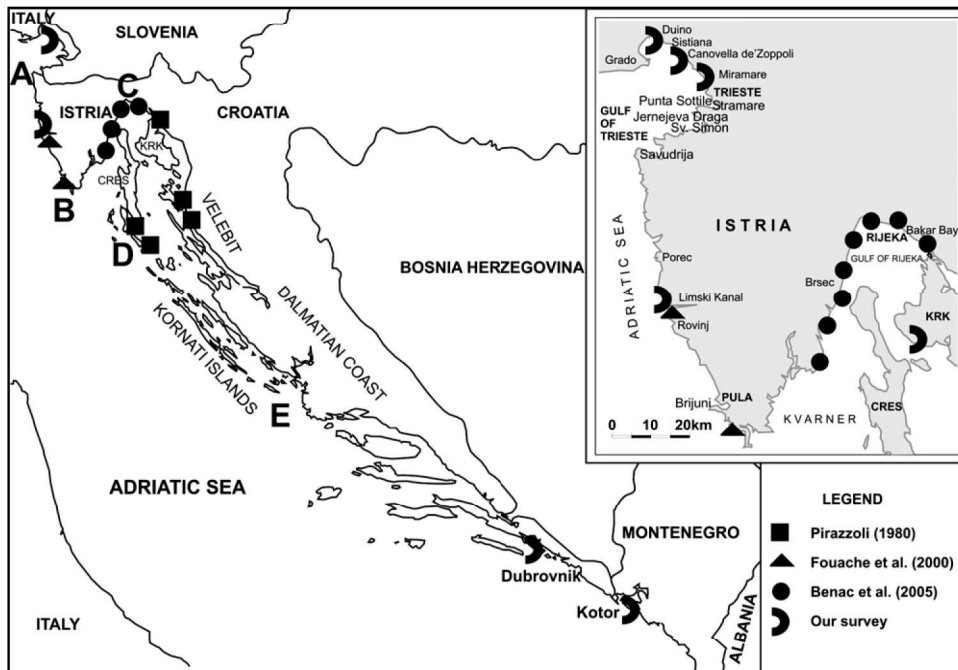 ITALY
SLOVENIA
A
C
ISTRIA
CROATIA
KRK
CRES
B
VELEBIT
D
BOSNIA HERZEGOVINA
KORNATI ISLANDS
DALMATIAN COAST
E
ADRIATIC SEA
MONTENEGRO
Dubrovnik
Kotor
ITALY
ALBANIA
Duino
Sistiana
Canovella de'Zoppoli
Grado
Miramare
TRIESTE
Punta Sottile
Stramare
GULF
OF
TRIESTE
Jernejeva Draga
Sv. Simon
Savudrija
ISTRIA
ADRIATIC SEA
Bakar Bay
RIJEKA
GULF OF RIJEKA
Porec
Brsec
Limski Kanal
KRK
Rovinj
Brijuni
PULA
CRES
KVARNER
0 10 20km
LEGEND
Pirazzoli (1980)
Fouache et al. (2000)
Benac et al. (2005)
Our survey